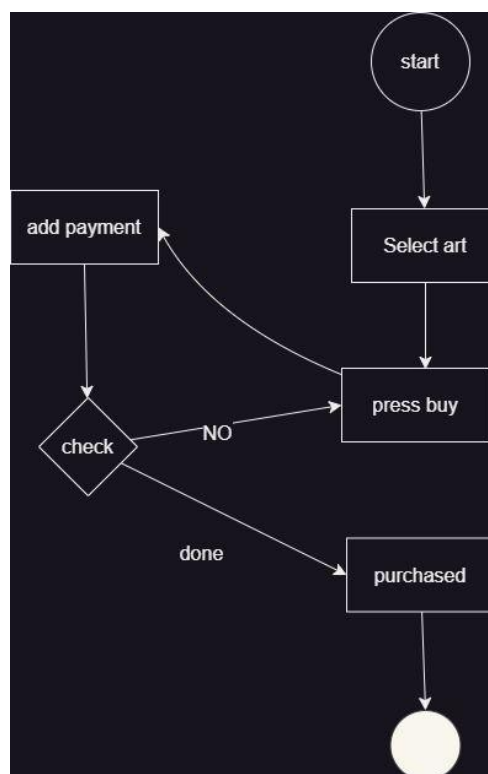 start
add payment
Select art
press buy
NO
check
done
purchased